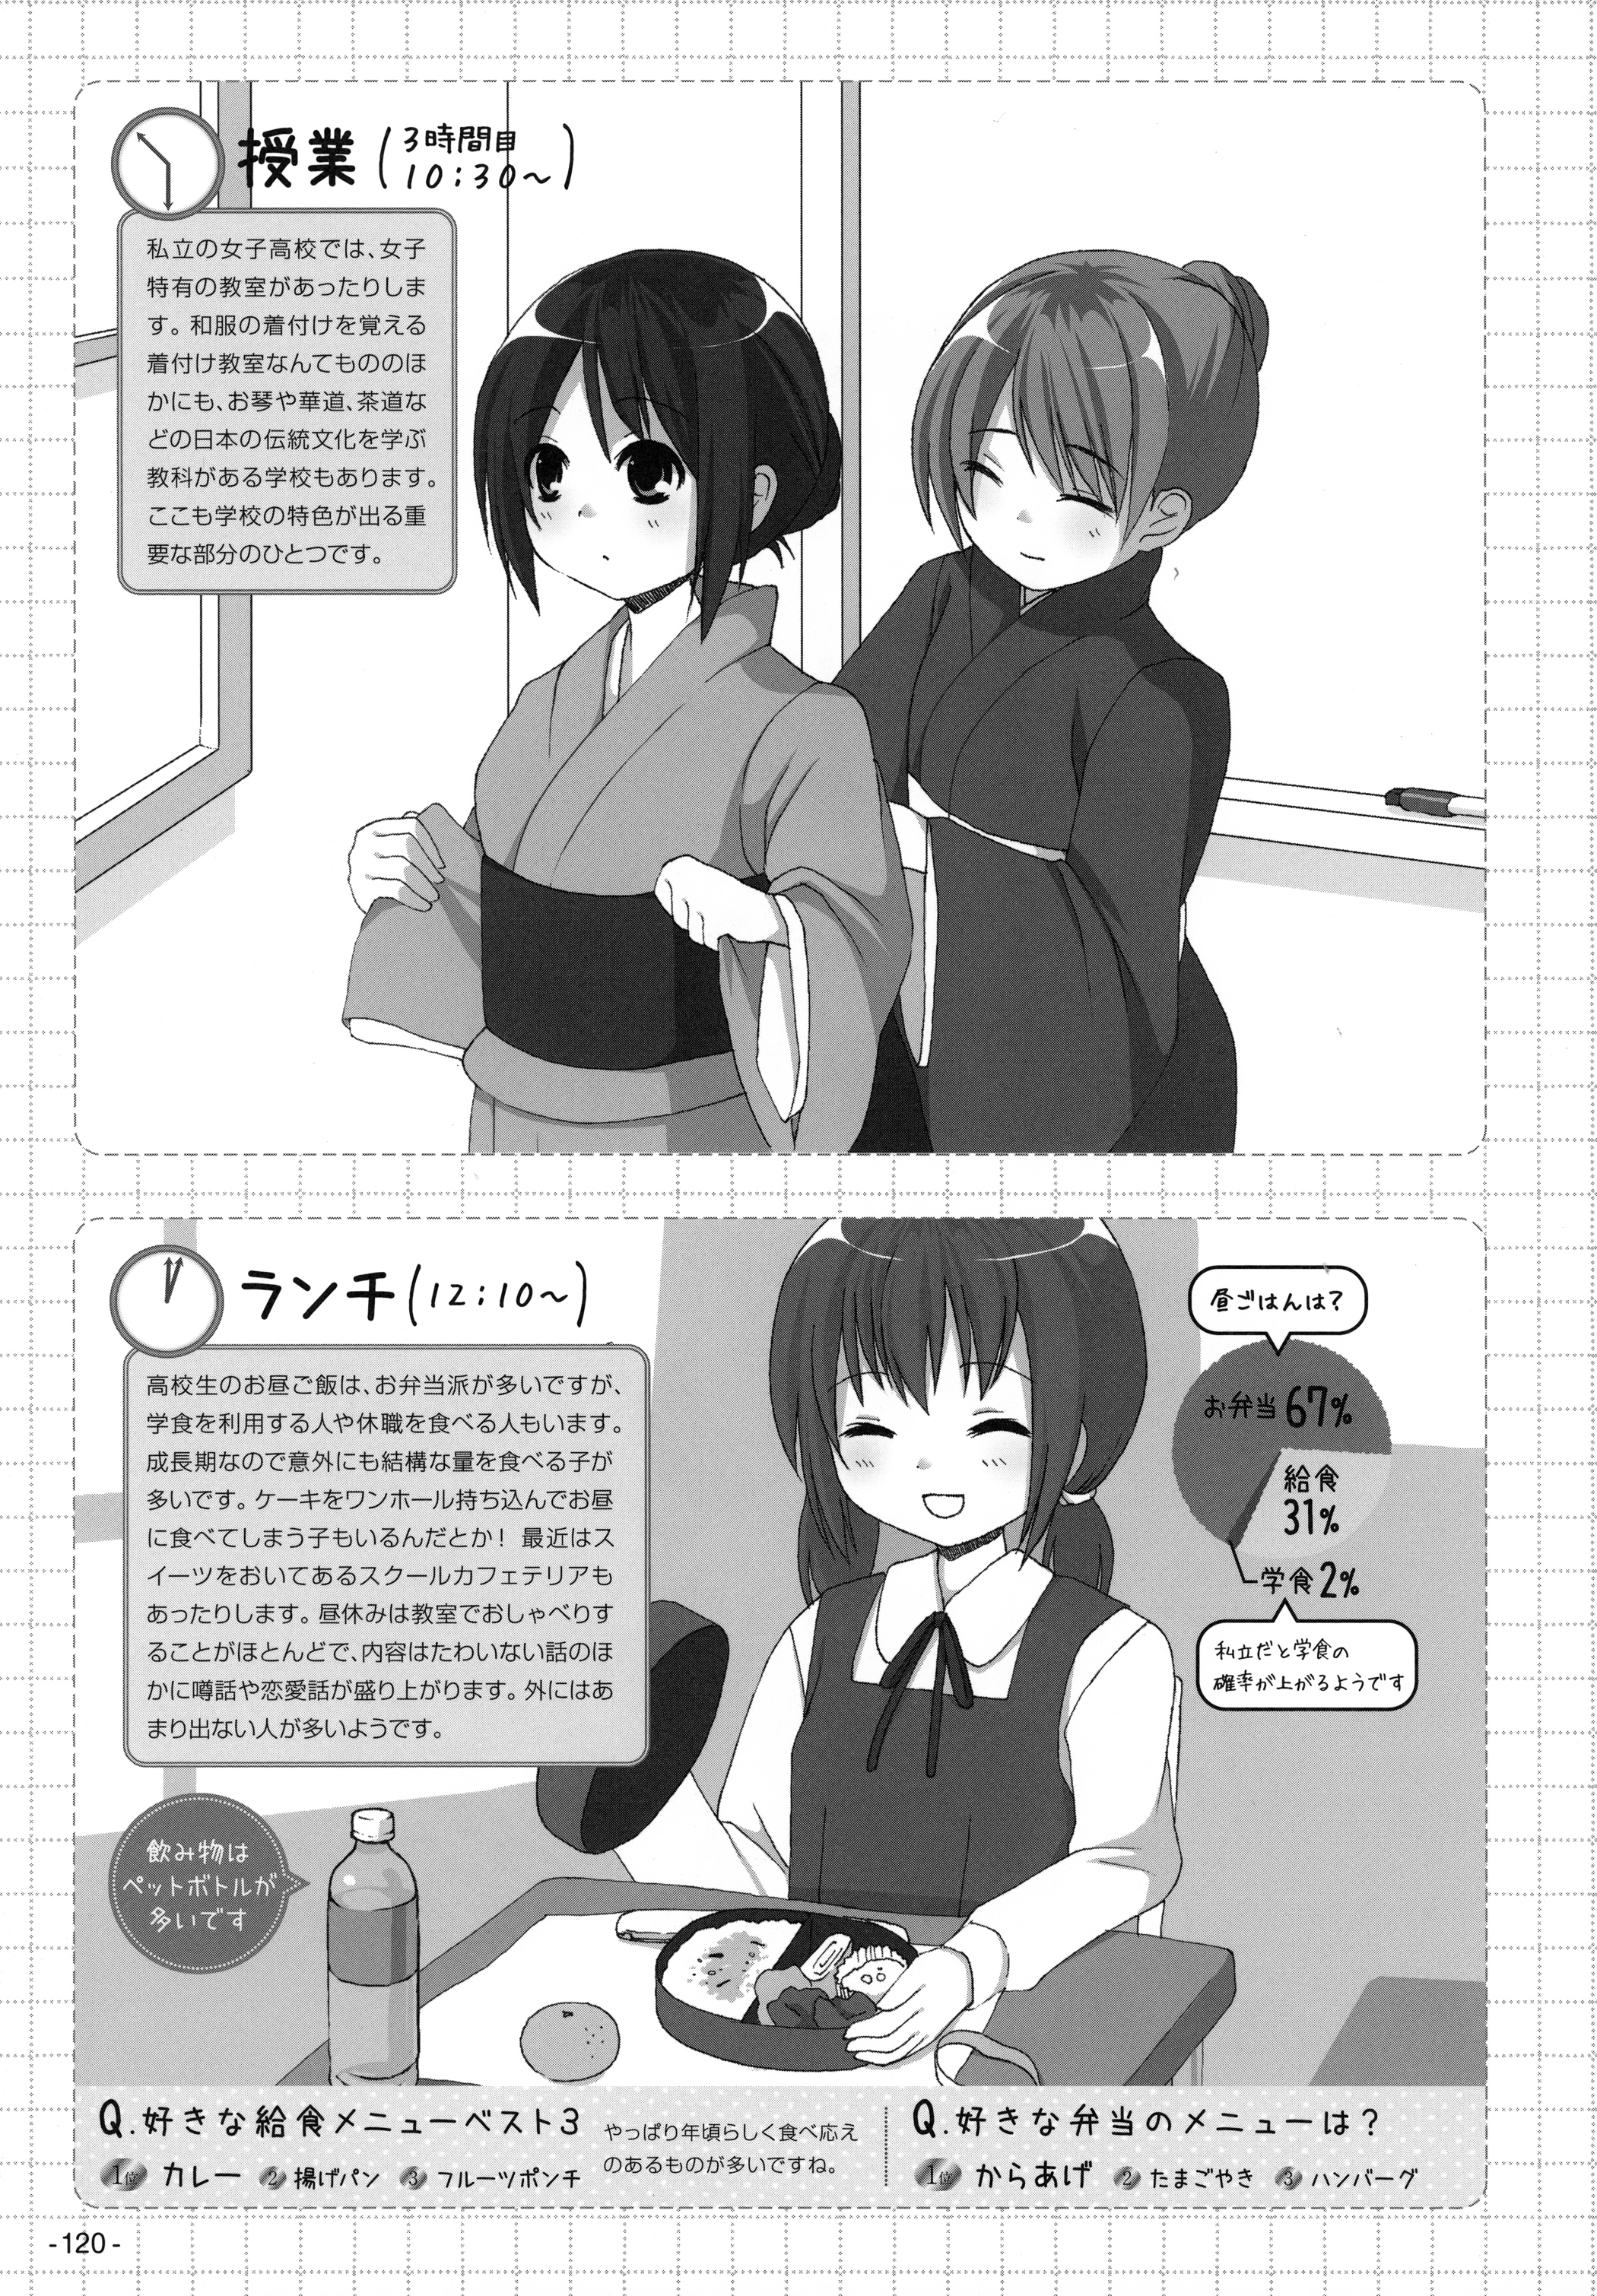 授業(3時間目
10:30〜)
私立の女子高校では、女子
特有の教室があったりしま
す。和服の着付けを覚える
着付け教室なんてもののほ
かにも、お琴や華道、茶道な
どの日本の伝統文化を学ぶ
教科がある学校もあります。
ここも学校の特色が出る重
要な部分のひとつです。
ランチ(12:10〜)
高校生のお昼ご飯は、お弁当派が多いですが、
学食を利用する人や休職を食べる人もいます。
成長期なので意外にも結構な量を食べる子が
多いです。ケーキをワンホール持ち込んでお昼
に食べてしまう子もいるんだとか! 最近はス
イーツをおいてあるスクールカフェテリアも
あったりします。昼休みは教室でおしゃべりす
ることがほとんどで、内容はたわいない話のほ
かに噂話や恋愛話が盛り上がります。外にはあ
まり出ない人が多いようです。
昼ごはんは?
お弁当 67%
給食
31%
学食 2%
私立だと学食の
確率が上がるようです
飲み物は
ペットボトルが
多いです
Q.好きな給食メニューベスト3
1位 カレー 2 揚げパン 3 フルーツポンチ
やっぱり年頃らしく食べ応え
のあるものが多いですね。
Q.好きな弁当のメニューは?
1位 からあげ 2 たまごやき 3 ハンバーグ
-120-